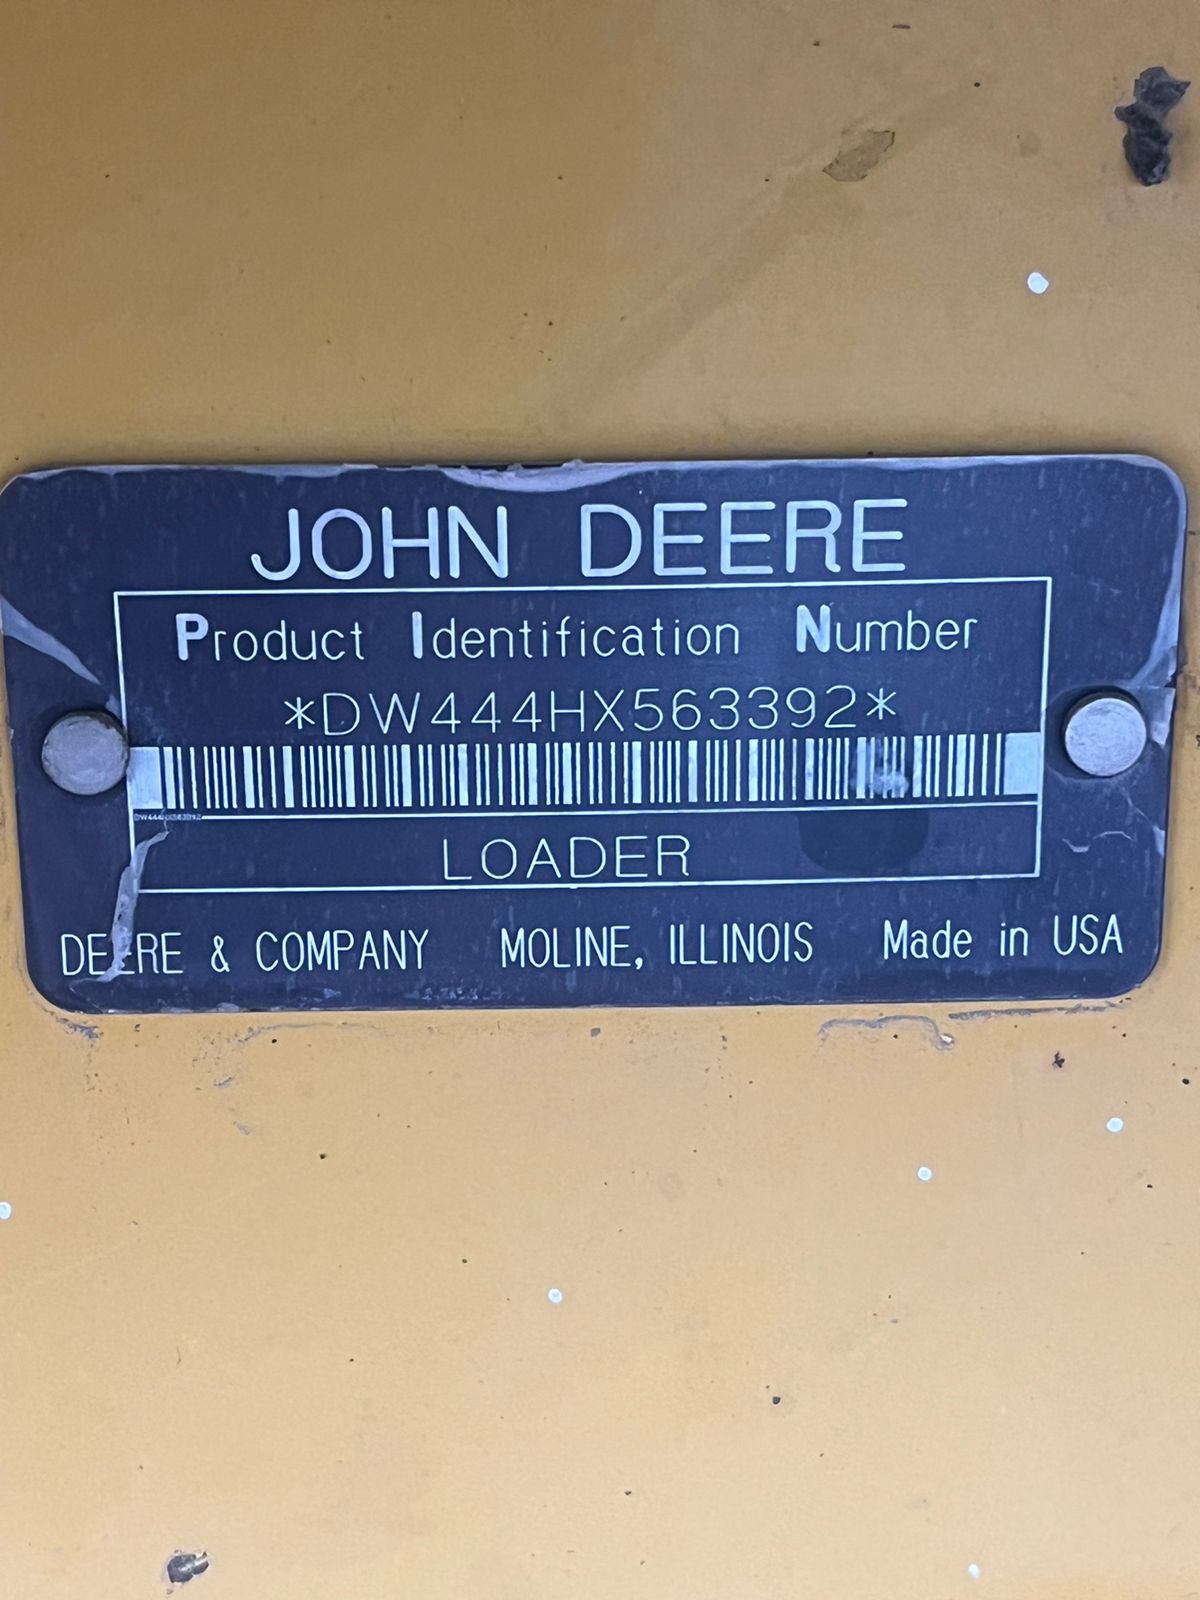 JOHN DEERE
Product Identification Number
*DW444HX563392*
LOADER
DEERE & COMPANY MOLINE, ILLINOIS Made in USA